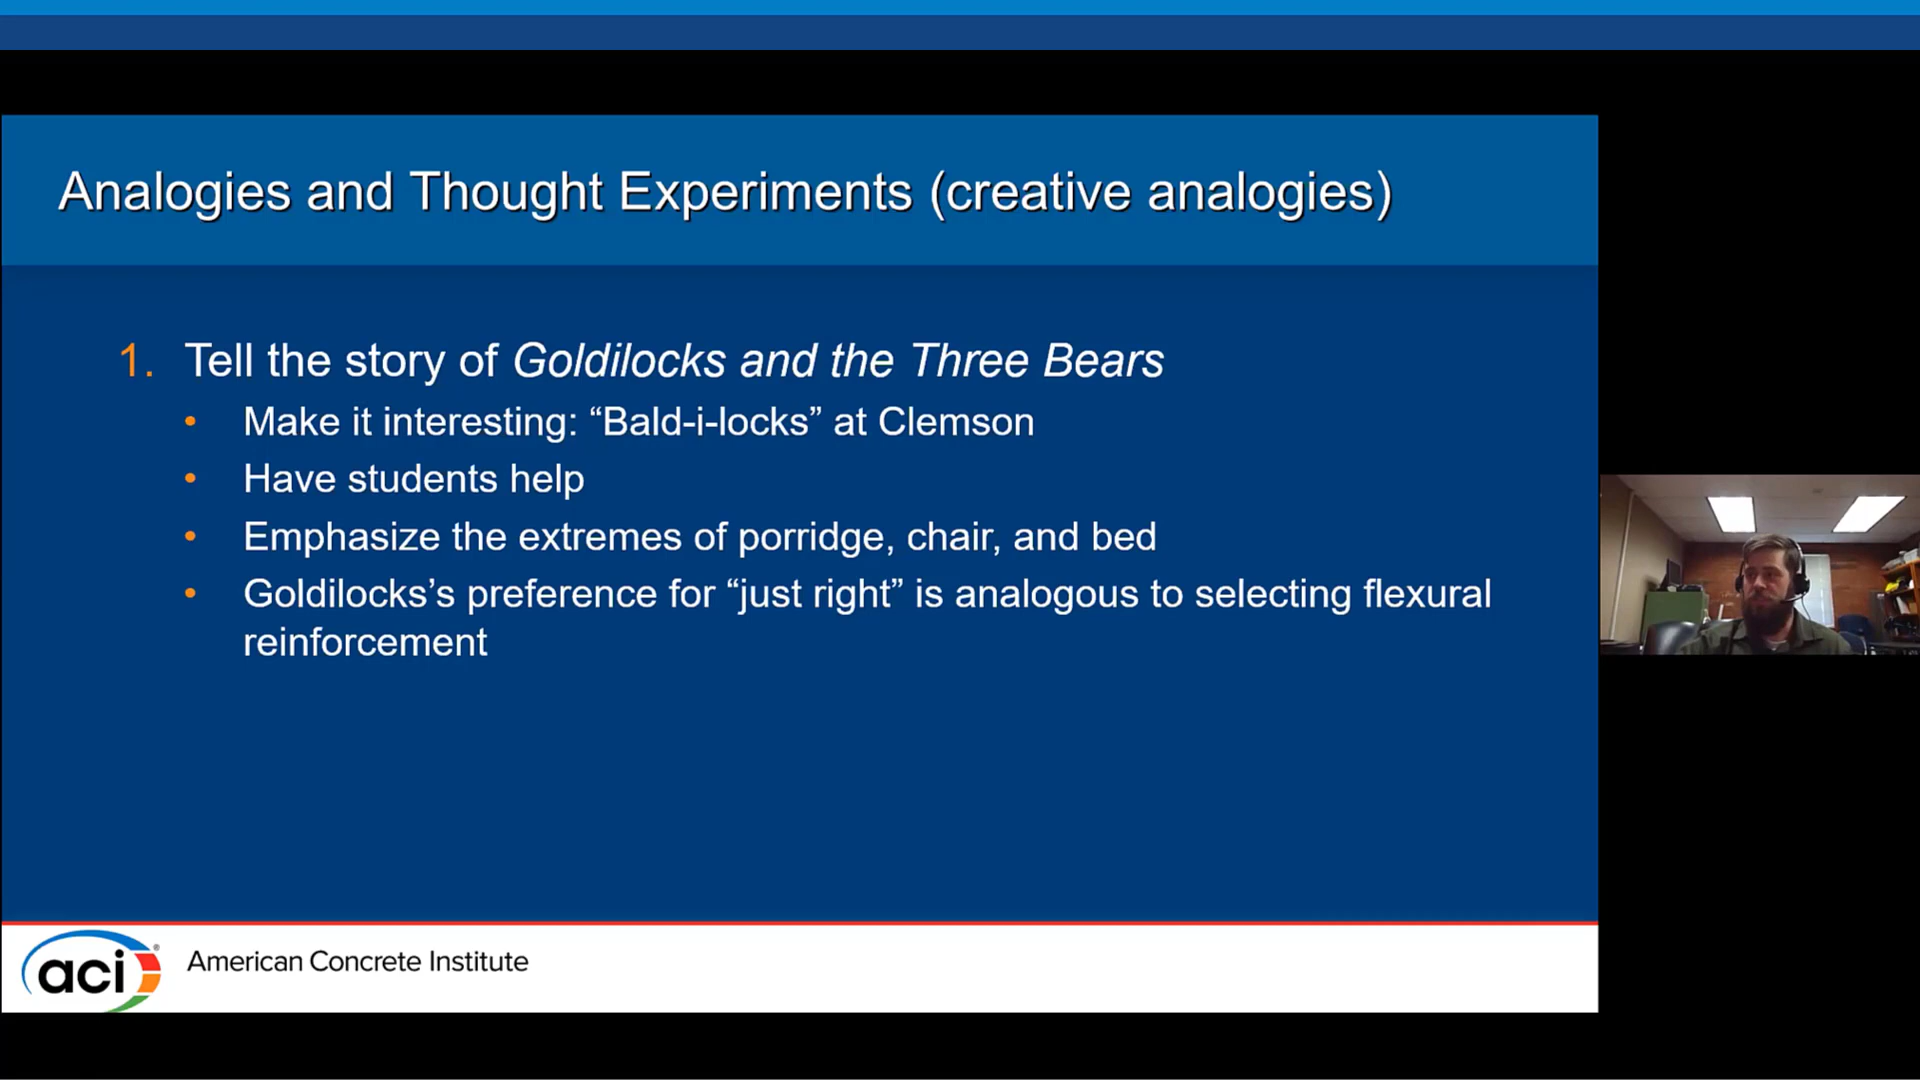 Analogies and Thought Experiments (creative analogies)
1. Tell the story of Goldilocks and the Three Bears
• Make it interesting: “Bald-i-locks” at Clemson
• Have students help
• Emphasize the extremes of porridge, chair, and bed
• Goldilocks’s preference for “just right” is analogous to selecting flexural
reinforcement
aci® American Concrete Institute